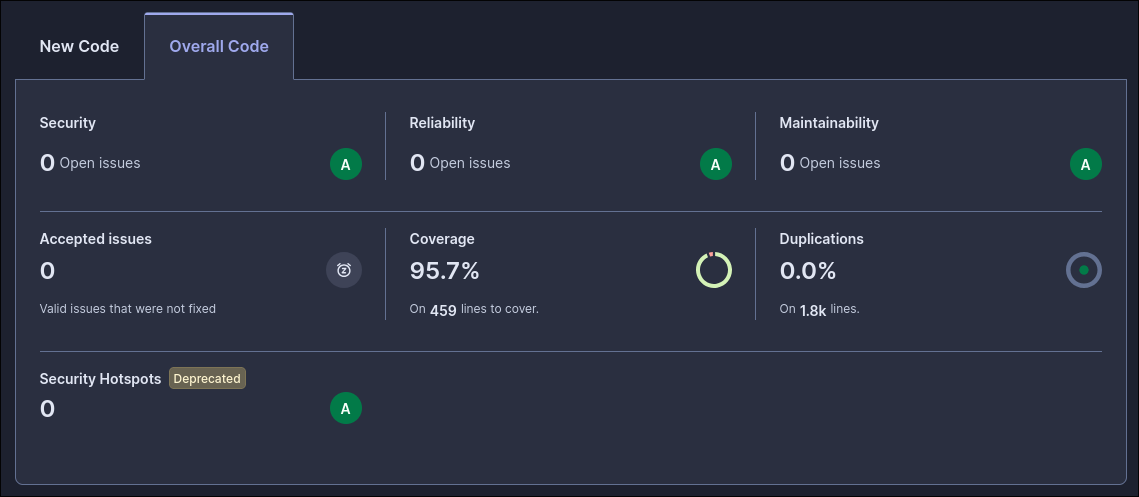 New Code Overall Code
Security Reliability Maintainability
0 Open issues A 0 Open issues A 0 Open issues A
Accepted issues Coverage Duplications
0 95.7% 0.0%
Valid issues that were not fixed On 459 lines to cover. On 1.8k lines.
Security Hotspots Deprecated
0 A